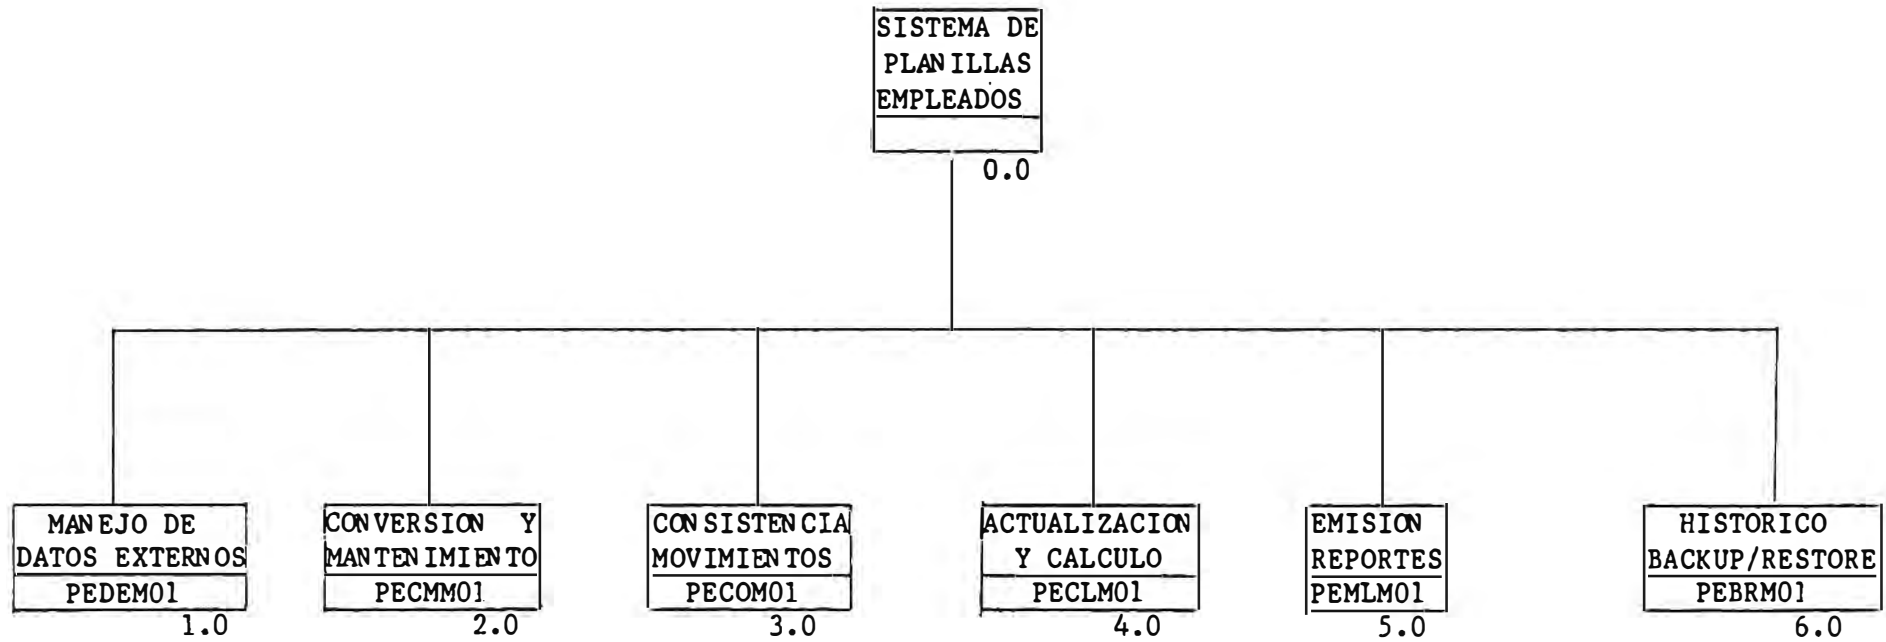 SISTEMA DE
PLANILLAS
EMPLEADOS
0.0
MANEJO DE
DATOS EXTERNOS
PEDEM01
1.0
CONVERSION Y
MANTENIMIENTO
PECMM01
2.0
CONSISTENCIA
MOVIMIENTOS
PECOM01
3.0
ACTUALIZACION
Y CALCULO
PECLM01
4.0
EMISION
REPORTES
PEMLM01
5.0
HISTORICO
BACKUP/RESTORE
PEBRM01
6.0